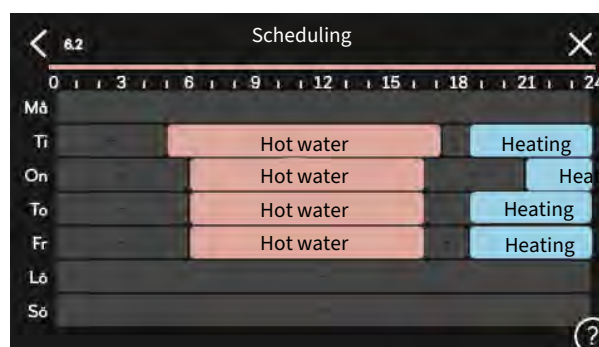 6.2 Scheduling
0 3 6 9 12 15 18 21 24
Må
Ti Hot water Heating
On Hot water Hea
To Hot water Heating
Fr Hot water Heating
Lö
Sö
?